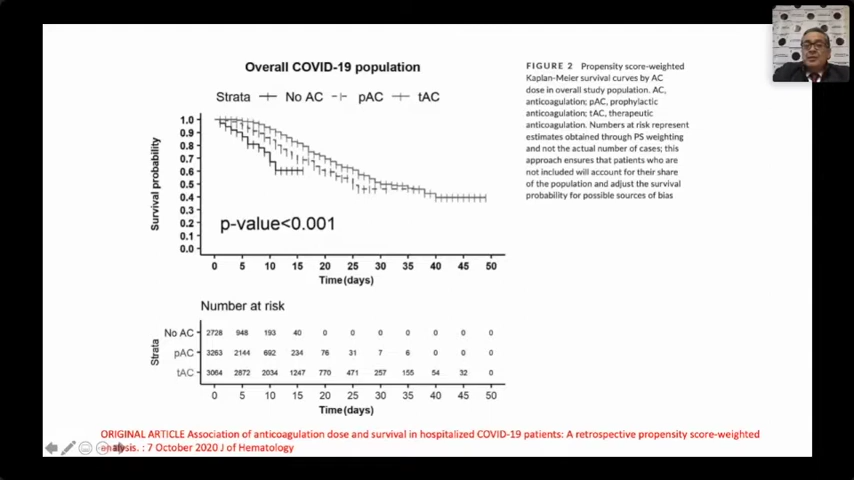 Overall COVID-19 population
Strata No AC pAC tAC
Survival probability
1.0
0.9
0.8
0.7
0.6
0.5
0.4
0.3
0.2
0.1
0.0
p-value<0.001
0 5 10 15 20 25 30 35 40 45 50
Time (days)
FIGURE 2 Propensity score-weighted
Kaplan-Meier survival curves by AC
dose in overall study population. AC,
anticoagulation; pAC, prophylactic
anticoagulation; tAC, therapeutic
anticoagulation. Numbers at risk represent
estimates obtained through PS weighting
and not the actual number of cases; this
approach ensures that patients who are
not included will account for their share
of the population and adjust the survival
probability for possible sources of bias
Number at risk
Strata
No AC 2728 948 193 40 0 0 0 0 0 0 0
pAC 3263 2144 692 234 76 31 7 6 0 0 0
tAC 3064 2872 2034 1247 770 471 257 155 54 32 0
0 5 10 15 20 25 30 35 40 45 50
Time (days)
ORIGINAL ARTICLE Association of anticoagulation dose and survival in hospitalized COVID-19 patients: A retrospective propensity score-weighted
analysis. : 7 October 2020 J of Hematology